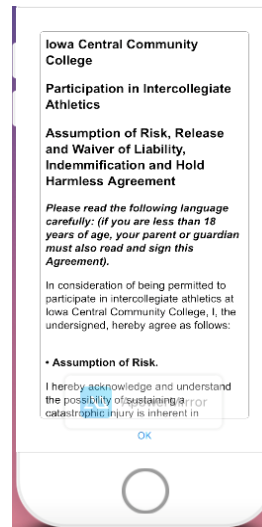 Iowa Central Community
College
Participation in Intercollegiate
Athletics
Assumption of Risk, Release
and Waiver of Liability,
Indemmification and Hold
Harmless Agreement
Please read the following language
carefully: (if you are less than 18
years of age, your parent or guardian
must also read and sign this
Agreement).
In consideration of being permitted to
participate in intercollegiate athletics at
Iowa Central Community College, I, the
undersigned, hereby agree as follows:
• Assumption of Risk.
I hereby acknowledge and understand
the possibility of sustaining a
catastrophic injury is inherent in
OK